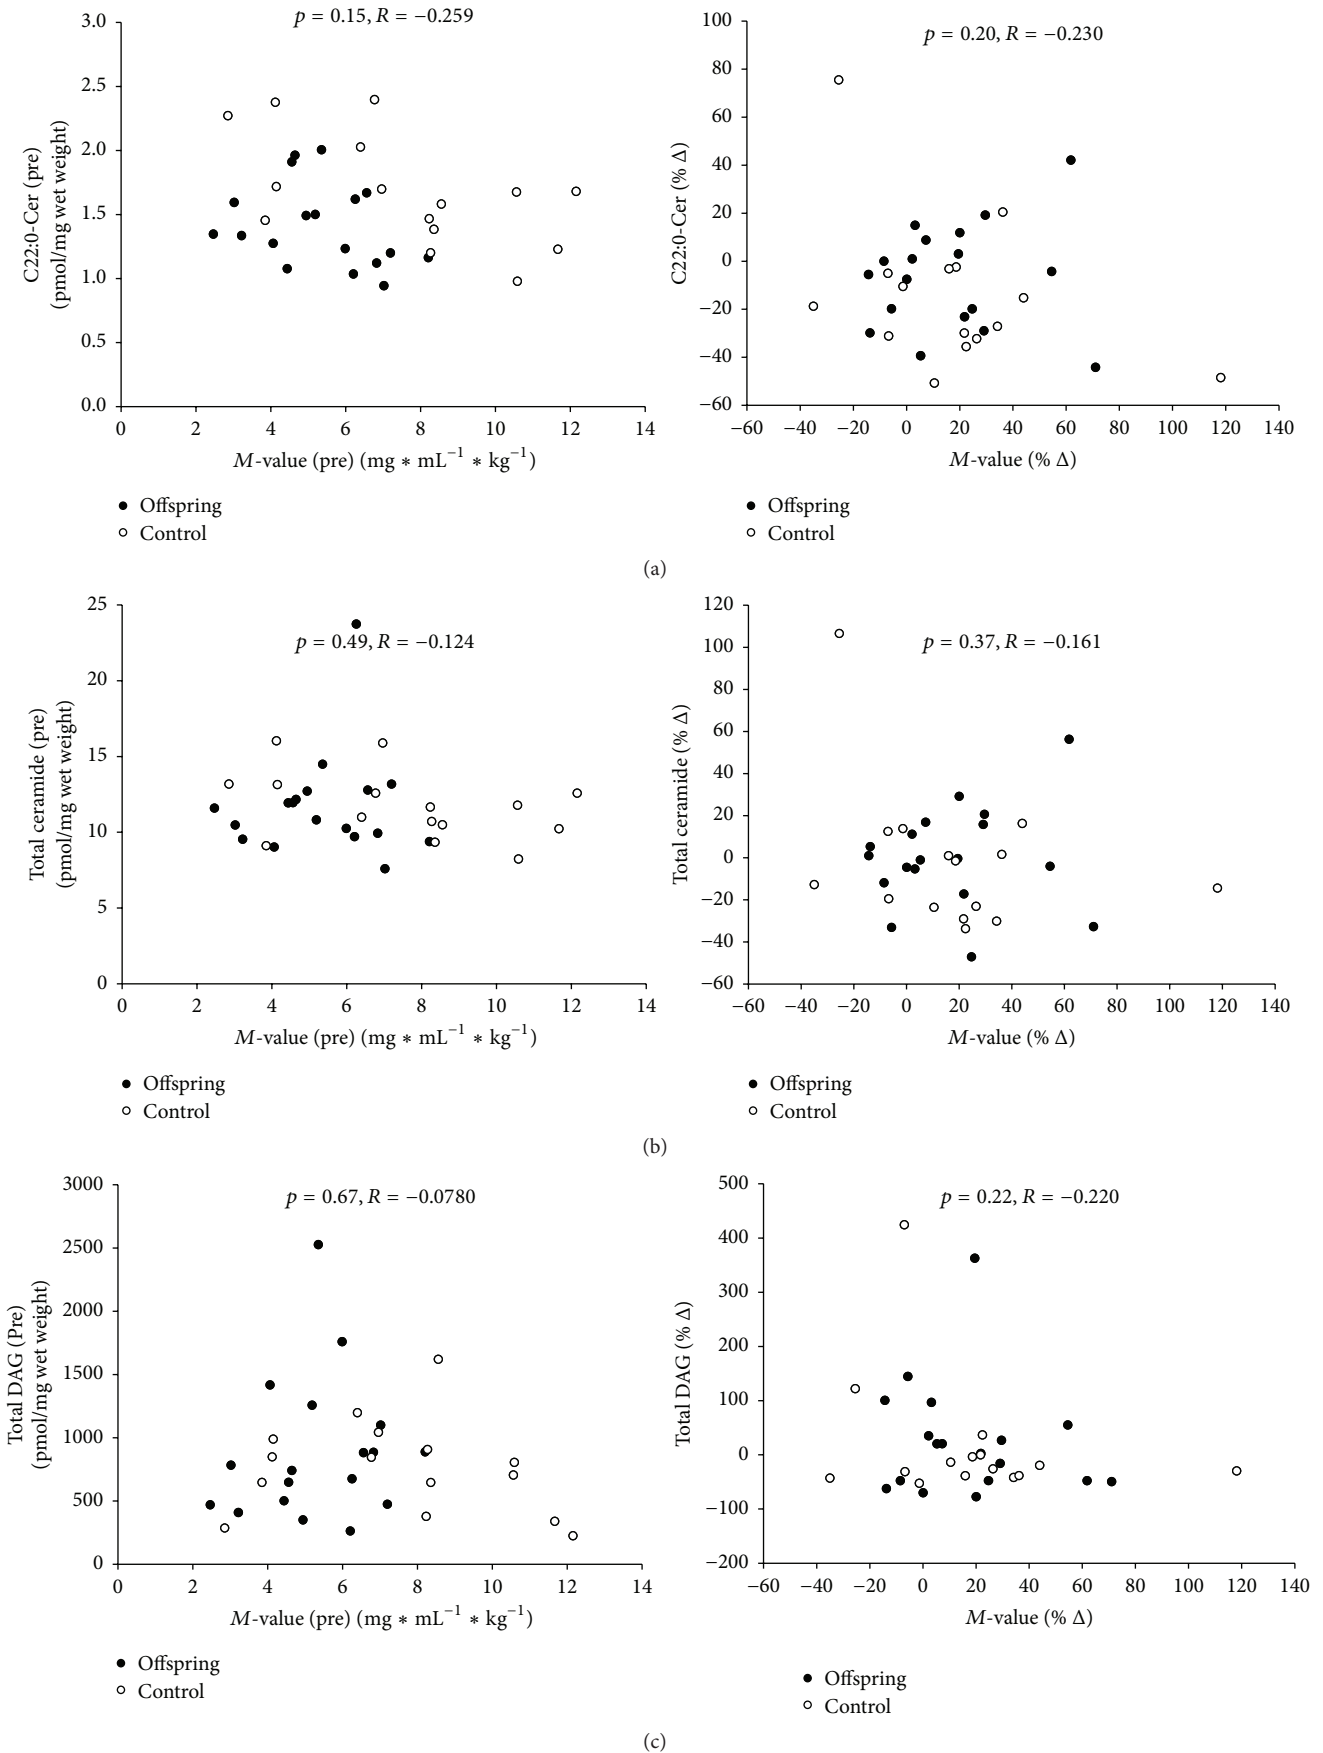 p = 0.15, R = −0.259
3.0
2.5
2.0
1.5
1.0
0.5
0.0
C22:0-Cer (pre)
(pmol/mg wet weight)
0 2 4 6 8 10 12 14
M-value (pre) (mg ∗ mL⁻¹ ∗ kg⁻¹)
Offspring
Control
p = 0.20, R = −0.230
100
80
60
40
20
0
−20
−40
−60
C22:0-Cer (% Δ)
−60 −40 −20 0 20 40 60 80 100 120 140
M-value (% Δ)
Offspring
Control
(a)
p = 0.49, R = −0.124
25
20
15
10
5
0
Total ceramide (pre)
(pmol/mg wet weight)
0 2 4 6 8 10 12 14
M-value (pre) (mg ∗ mL⁻¹ ∗ kg⁻¹)
Offspring
Control
p = 0.37, R = −0.161
120
100
80
60
40
20
0
−20
−40
−60
Total ceramide (% Δ)
−60 −40 −20 0 20 40 60 80 100 120 140
M-value (% Δ)
Offspring
Control
(b)
p = 0.67, R = −0.0780
3000
2500
2000
1500
1000
500
0
Total DAG (Pre)
(pmol/mg wet weight)
0 2 4 6 8 10 12 14
M-value (pre) (mg ∗ mL⁻¹ ∗ kg⁻¹)
Offspring
Control
p = 0.22, R = −0.220
500
400
300
200
100
0
−100
−200
Total DAG (% Δ)
−60 −40 −20 0 20 40 60 80 100 120 140
M-value (% Δ)
Offspring
Control
(c)